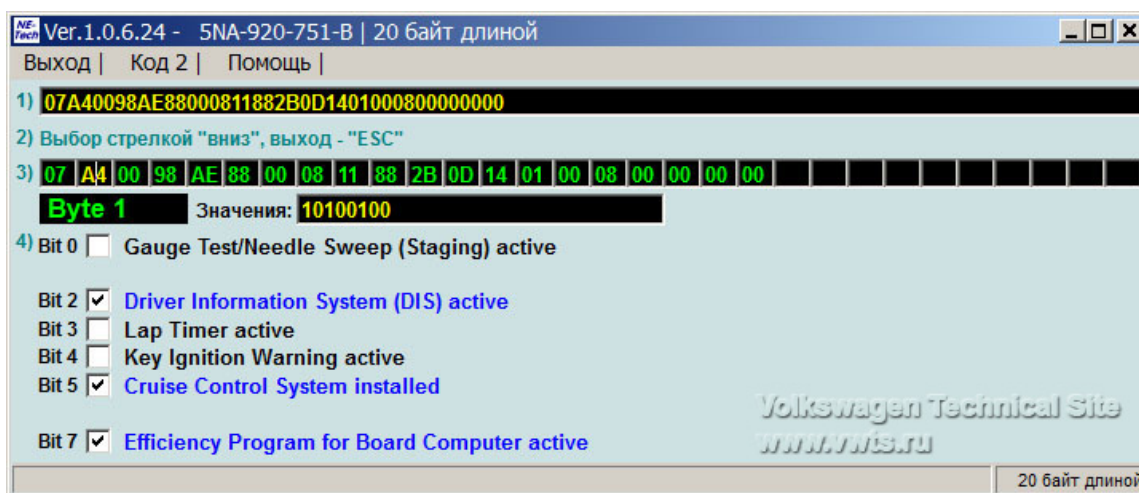 NE-Tech Ver.1.0.6.24 - 5NA-920-751-B | 20 байт длиной
Выход | Код 2 | Помощь |
1) 07A40098AE88000811882B0D1401000800000000
2) Выбор стрелкой "вниз", выход - "ESC"
3) 07 A4 00 98 AE 88 00 08 11 88 2B 0D 14 01 00 08 00 00 00 00
Byte 1 Значения: 10100100
4) Bit 0 Gauge Test/Needle Sweep (Staging) active
Bit 2 Driver Information System (DIS) active
Bit 3 Lap Timer active
Bit 4 Key Ignition Warning active
Bit 5 Cruise Control System installed
Volkswagen Technical Site
Bit 7 Efficiency Program for Board Computer active
www.vwts.ru
20 байт длиной